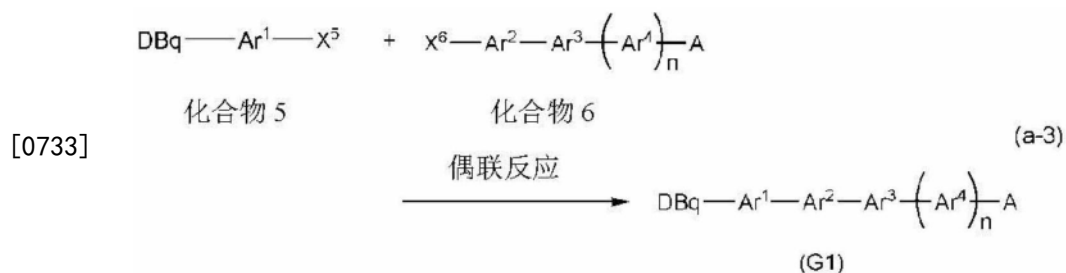 DBq—Ar¹—X⁵ + X⁶—Ar²—Ar³—(Ar⁴)n—A
化合物 5 化合物 6
[0733] (a-3)
偶联反应
DBq—Ar¹—Ar²—Ar³—(Ar⁴)n—A
(G1)